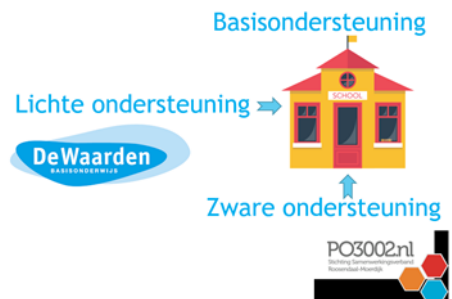 Basisondersteuning
SCHOOL
Lichte ondersteuning
DeWaarden
BASISONDERWIJS
Zware ondersteuning
PO3002.nl
Stichting Samenwerkingsverband
Roosendaal-Moerdijk